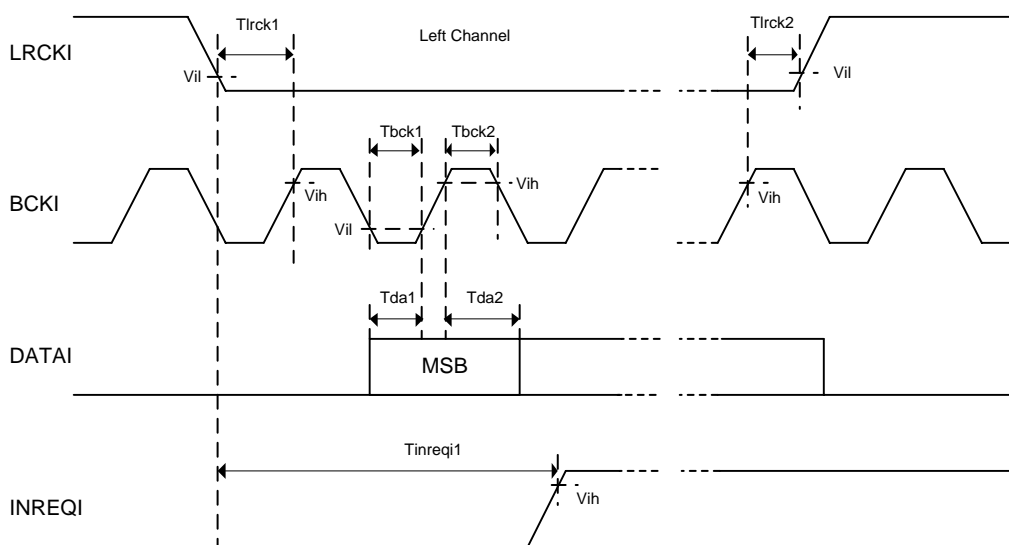 Tlrck1
Left Channel
Tlrck2
LRCKI
Vil
Vil
Tbck1
Tbck2
BCKI
Vih
Vih
Vih
Vil
Tda1
Tda2
DATAI
MSB
Tinreqi1
INREQI
Vih